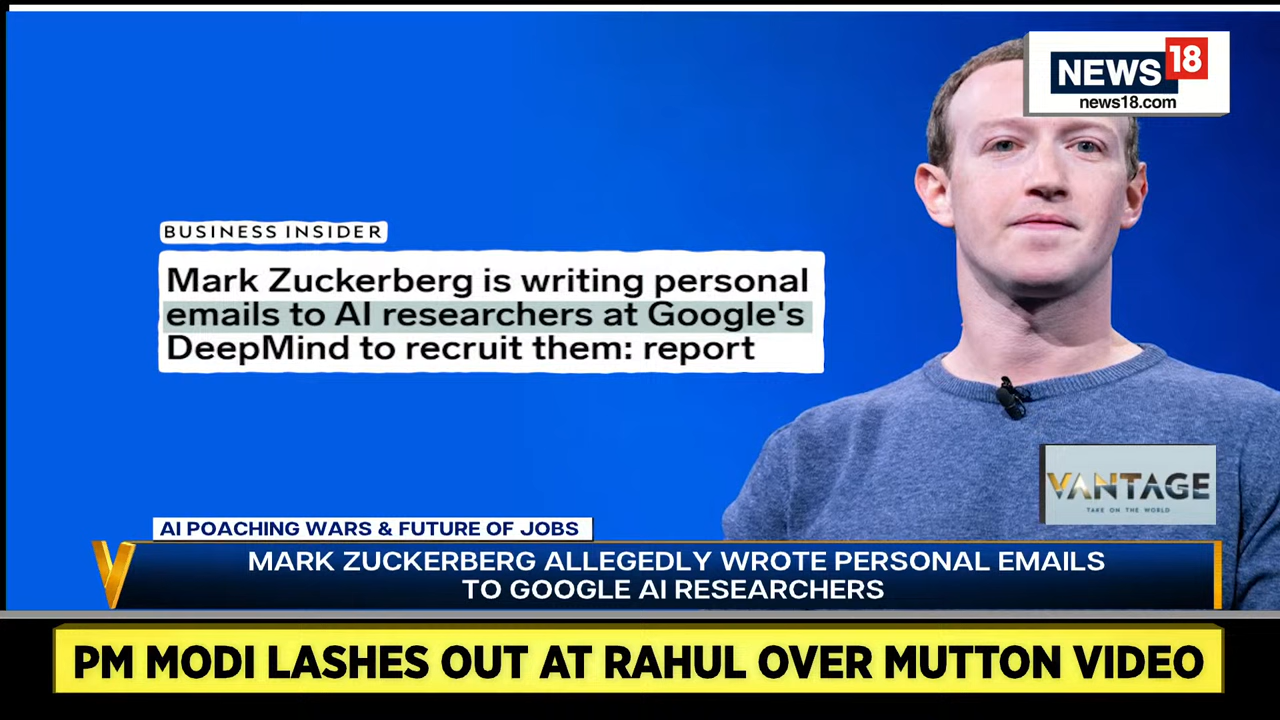 NEWS 18
news18.com
BUSINESS INSIDER
Mark Zuckerberg is writing personal
emails to AI researchers at Google's
DeepMind to recruit them: report
VANTAGE
TAKE ON THE WORLD
AI POACHING WARS & FUTURE OF JOBS
V
MARK ZUCKERBERG ALLEGEDLY WROTE PERSONAL EMAILS
TO GOOGLE AI RESEARCHERS
PM MODI LASHES OUT AT RAHUL OVER MUTTON VIDEO